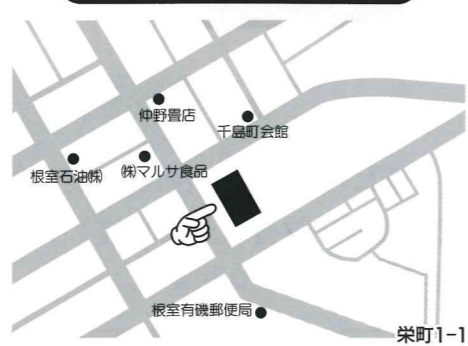 仲野畳店
千島町会館
根室石油㈱
㈱マルサ食品
根室有磯郵便局
栄町1-1